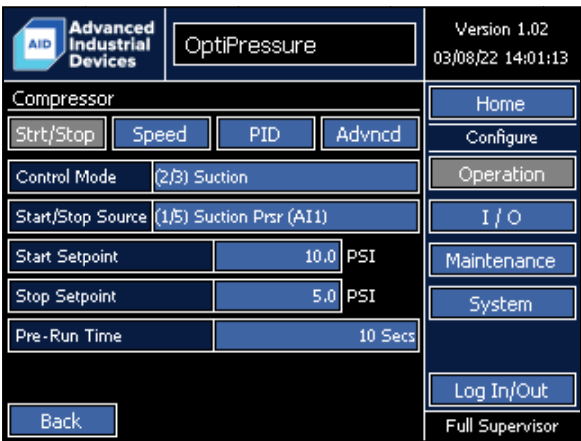 AID
Advanced
Industrial
Devices
OptiPressure
Version 1.02
03/08/22 14:01:13
Compressor
Strt/Stop Speed PID Advncd
Control Mode (2/3) Suction
Start/Stop Source (1/5) Suction Prsr (AI1)
Start Setpoint 10.0 PSI
Stop Setpoint 5.0 PSI
Pre-Run Time 10 Secs
Back
Home
Configure
Operation
I / O
Maintenance
System
Log In/Out
Full Supervisor